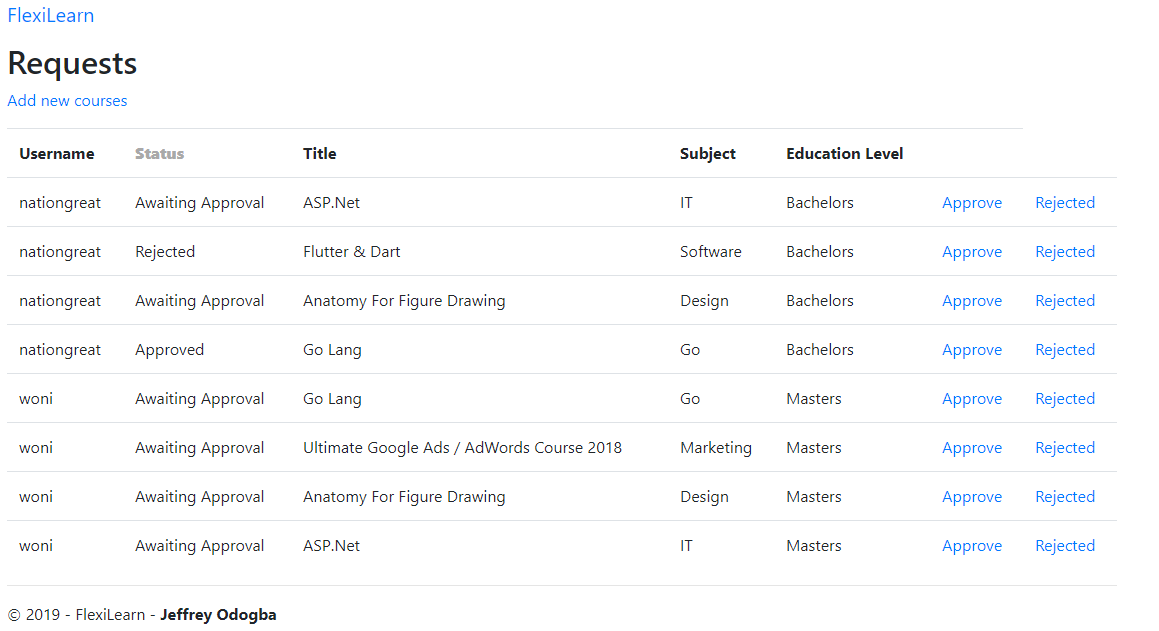 FlexiLearn
Requests
Add new courses
Username Status Title Subject Education Level
nationgreat Awaiting Approval ASP.Net IT Bachelors Approve Rejected
nationgreat Rejected Flutter & Dart Software Bachelors Approve Rejected
nationgreat Awaiting Approval Anatomy For Figure Drawing Design Bachelors Approve Rejected
nationgreat Approved Go Lang Go Bachelors Approve Rejected
woni Awaiting Approval Go Lang Go Masters Approve Rejected
woni Awaiting Approval Ultimate Google Ads / AdWords Course 2018 Marketing Masters Approve Rejected
woni Awaiting Approval Anatomy For Figure Drawing Design Masters Approve Rejected
woni Awaiting Approval ASP.Net IT Masters Approve Rejected
© 2019 - FlexiLearn - Jeffrey Odogba